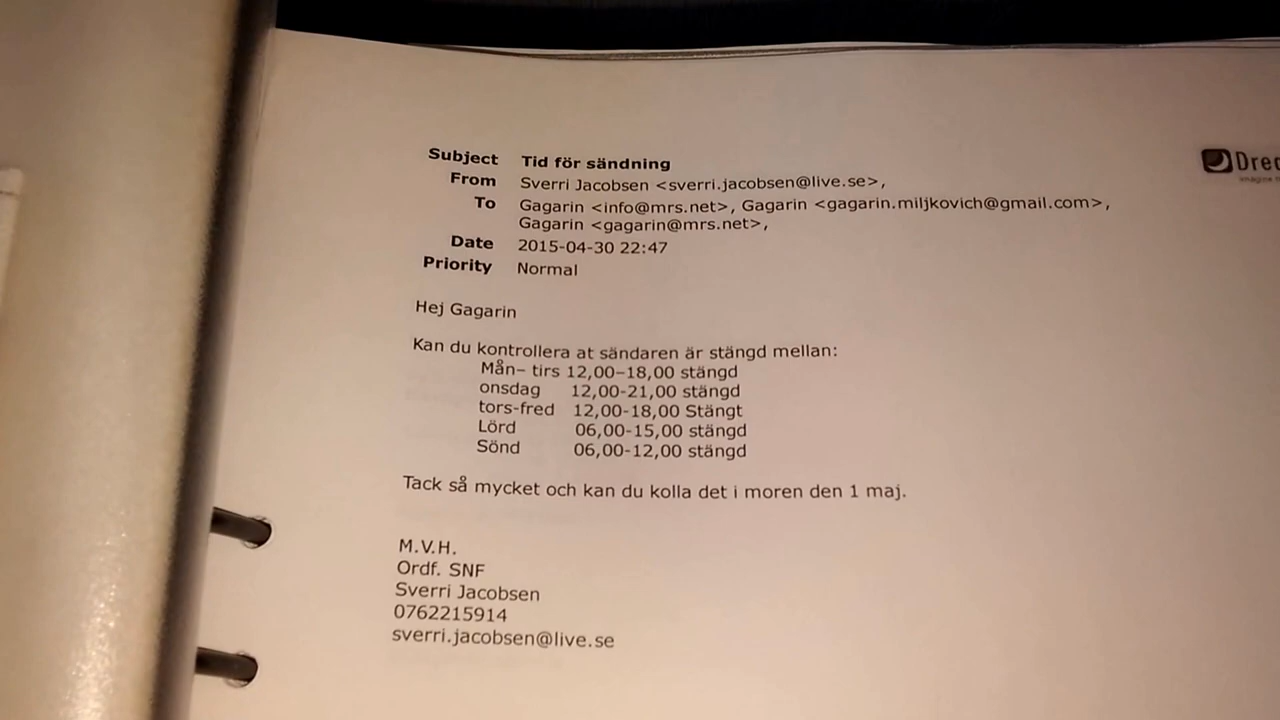 Subject Tid för sändning
From Sverri Jacobsen <sverri.jacobsen@live.se>,
To Gagarin <info@mrs.net>, Gagarin <gagarin.miljkovich@gmail.com>,
Gagarin <gagarin@mrs.net>,
Date 2015-04-30 22:47
Priority Normal
Hej Gagarin
Kan du kontrollera at sändaren är stängd mellan:
Mån– tirs 12,00–18,00 stängd
onsdag 12,00-21,00 stängd
tors-fred 12,00-18,00 Stängt
Lörd 06,00-15,00 stängd
Sönd 06,00-12,00 stängd
Tack så mycket och kan du kolla det i moren den 1 maj.
M.V.H.
Ordf. SNF
Sverri Jacobsen
0762215914
sverri.jacobsen@live.se